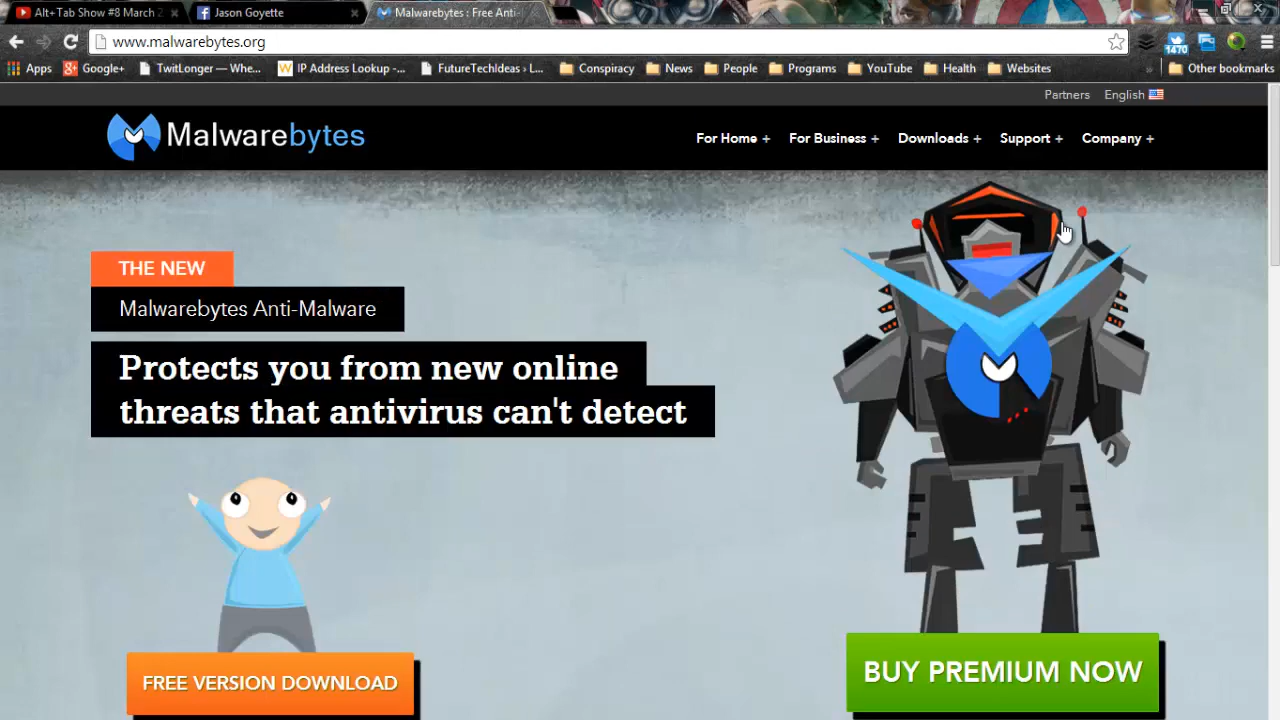 Alt+Tab Show #8 March 2
Jason Goyette
Malwarebytes : Free Anti-
www.malwarebytes.org
1470
Apps
Google+
TwitLonger — Whe...
IP Address Lookup -...
FutureTechIdeas › L...
Conspiracy
News
People
Programs
YouTube
Health
Websites
»
Other bookmarks
Partners
English
Malwarebytes
For Home +
For Business +
Downloads +
Support +
Company +
THE NEW
Malwarebytes Anti-Malware
Protects you from new online
threats that antivirus can't detect
FREE VERSION DOWNLOAD
BUY PREMIUM NOW